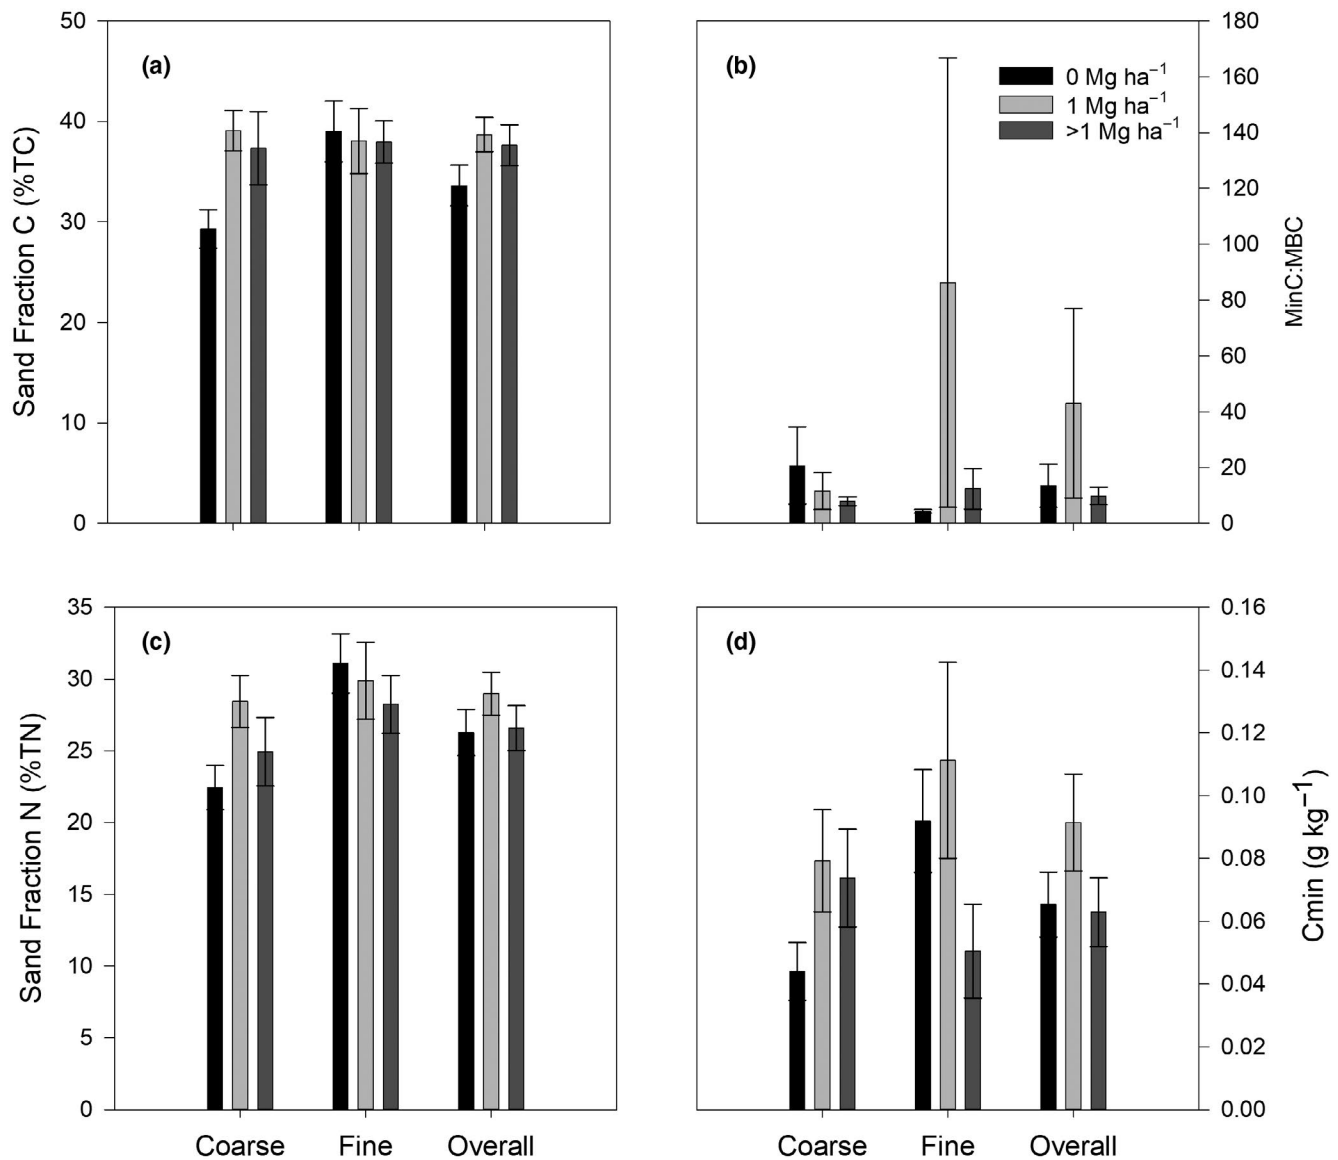 (a)
50
40
30
20
10
0
Sand Fraction C (%TC)
(b)
0 Mg ha⁻¹
1 Mg ha⁻¹
>1 Mg ha⁻¹
180
160
140
120
100
80
60
40
20
0
MinC:MBC
(c)
35
30
25
20
15
10
5
0
Sand Fraction N (%TN)
Coarse Fine Overall
(d)
0.16
0.14
0.12
0.10
0.08
0.06
0.04
0.02
0.00
Cmin (g kg⁻¹)
Coarse Fine Overall